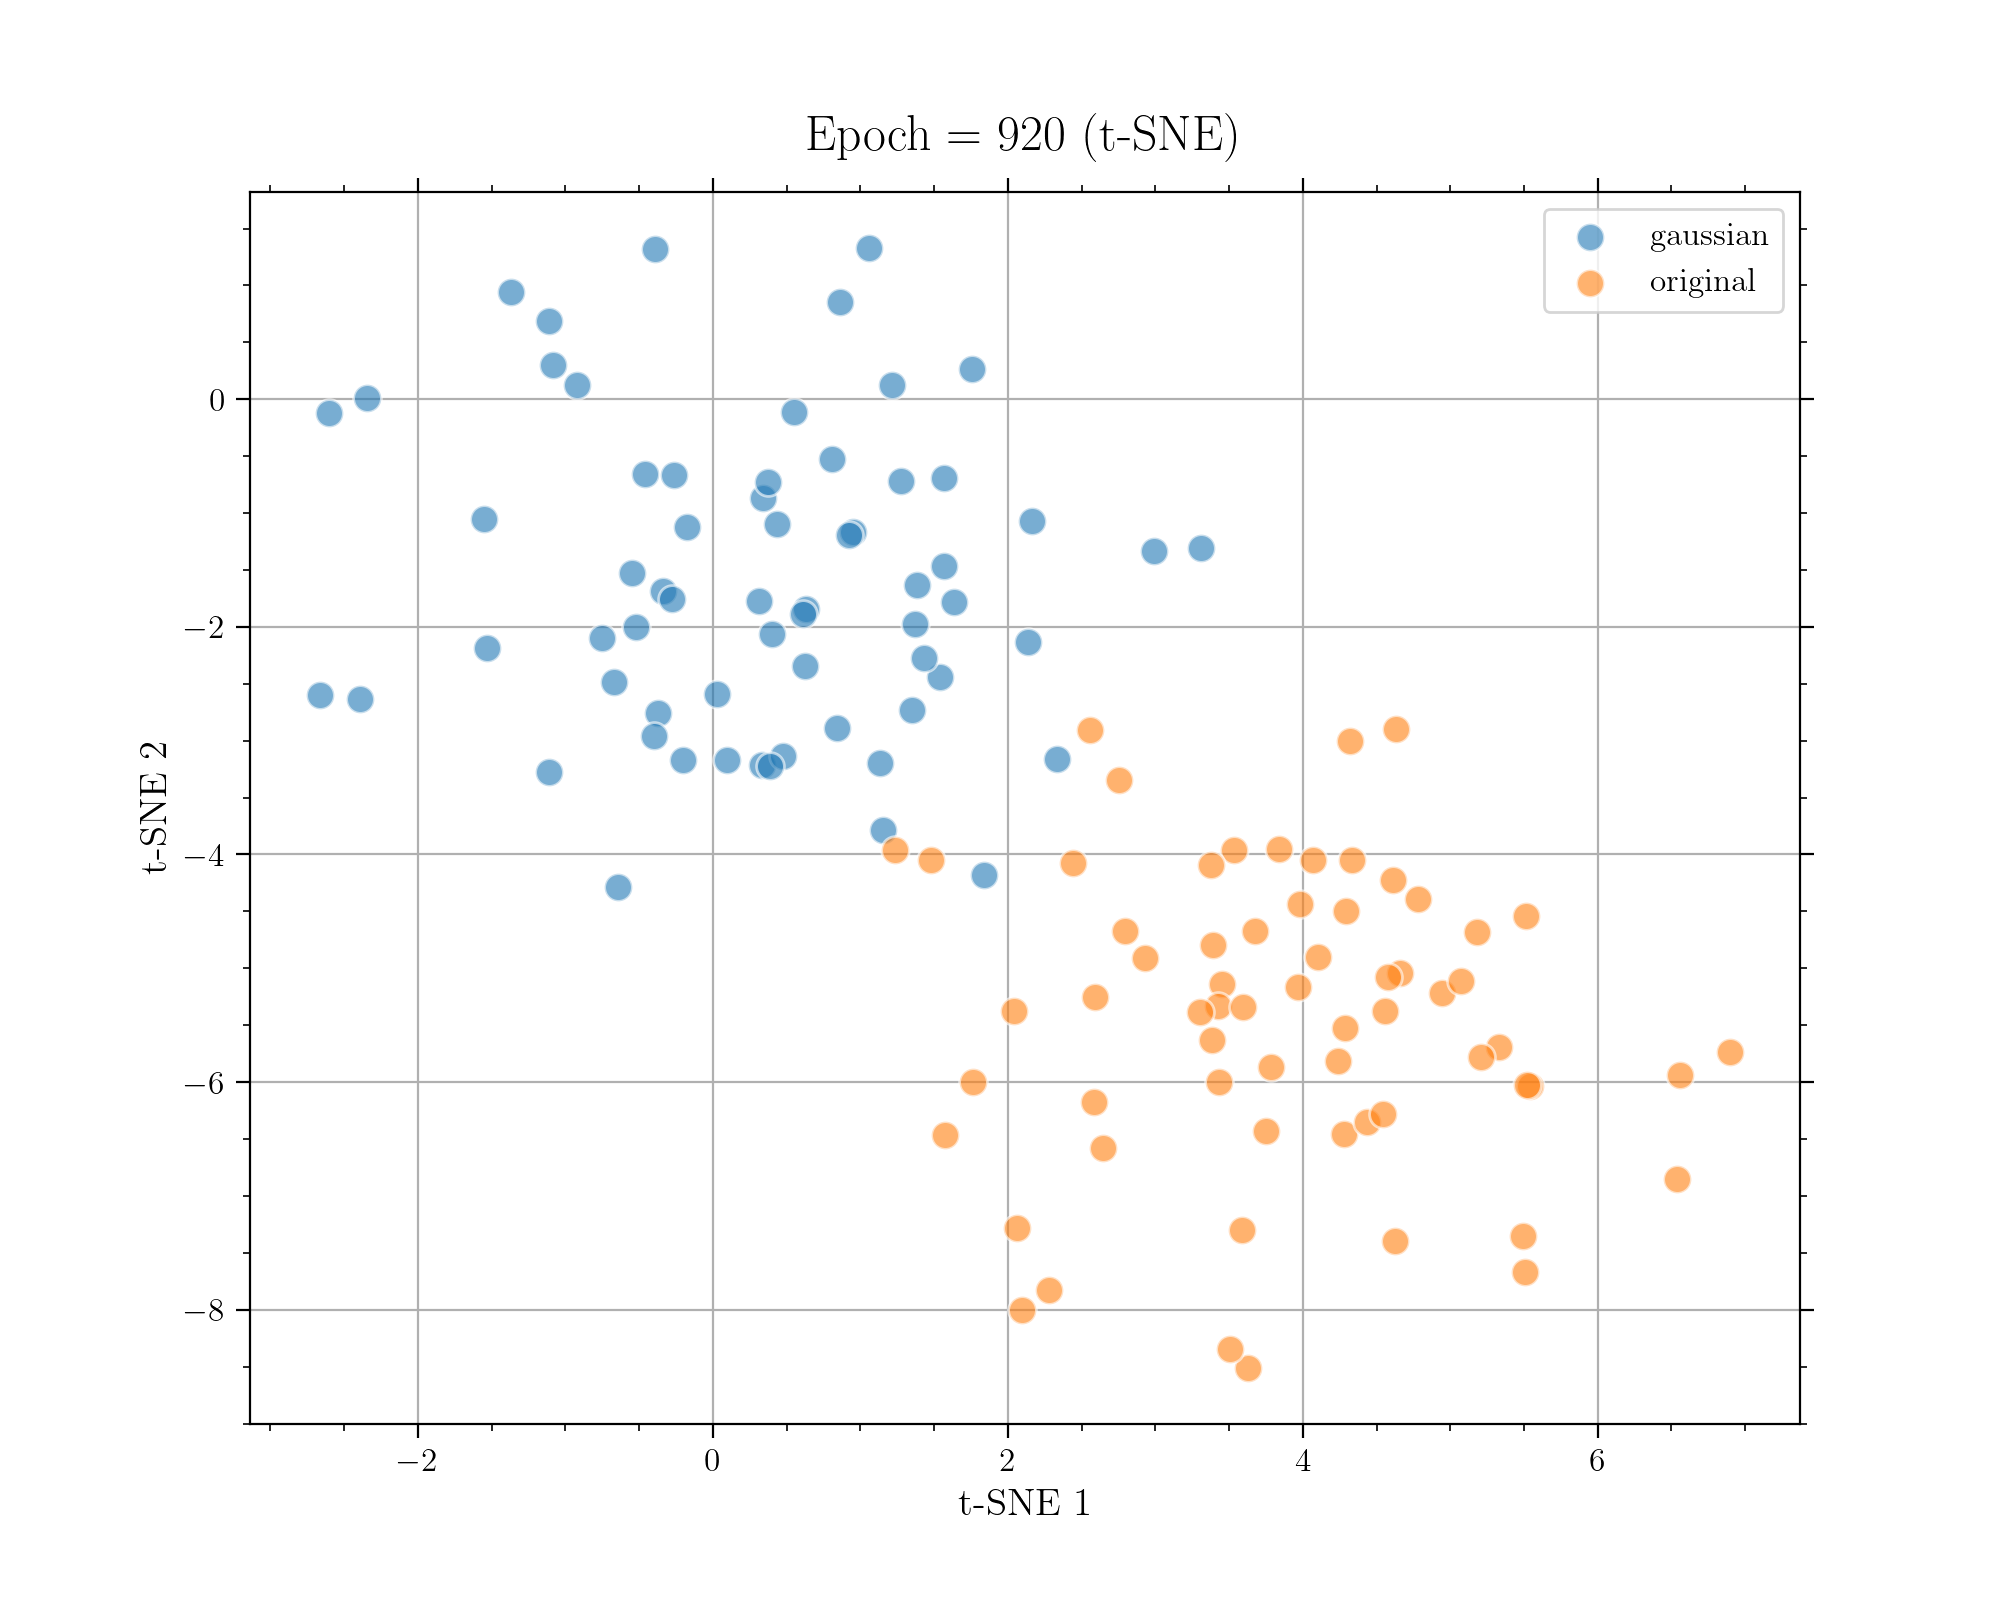 Epoch = 920 (t-SNE)
gaussian
original
0
−2
−4
−6
−8
t-SNE 2
−2
0
2
4
6
t-SNE 1